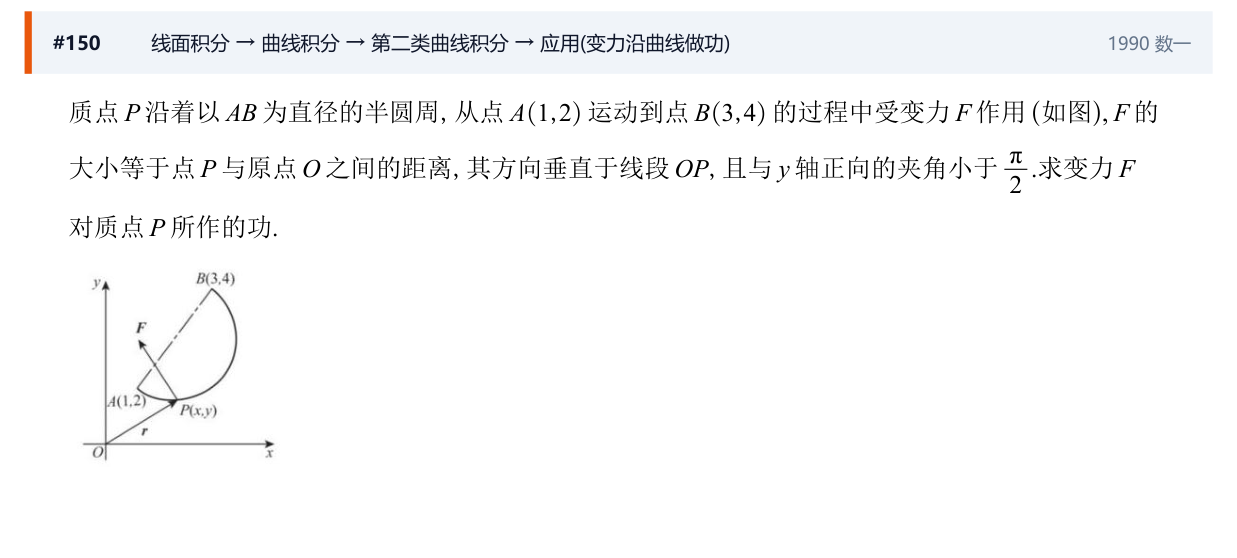 #150 线面积分 → 曲线积分 → 第二类曲线积分 → 应用(变力沿曲线做功) 1990 数一
质点 P 沿着以 AB 为直径的半圆周, 从点 A(1,2) 运动到点 B(3,4) 的过程中受变力 F 作用 (如图), F 的
大小等于点 P 与原点 O 之间的距离, 其方向垂直于线段 OP, 且与 y 轴正向的夹角小于 π/2 .求变力 F
对质点 P 所作的功.
y
B(3,4)
F
A(1,2)
P(x,y)
r
O
x